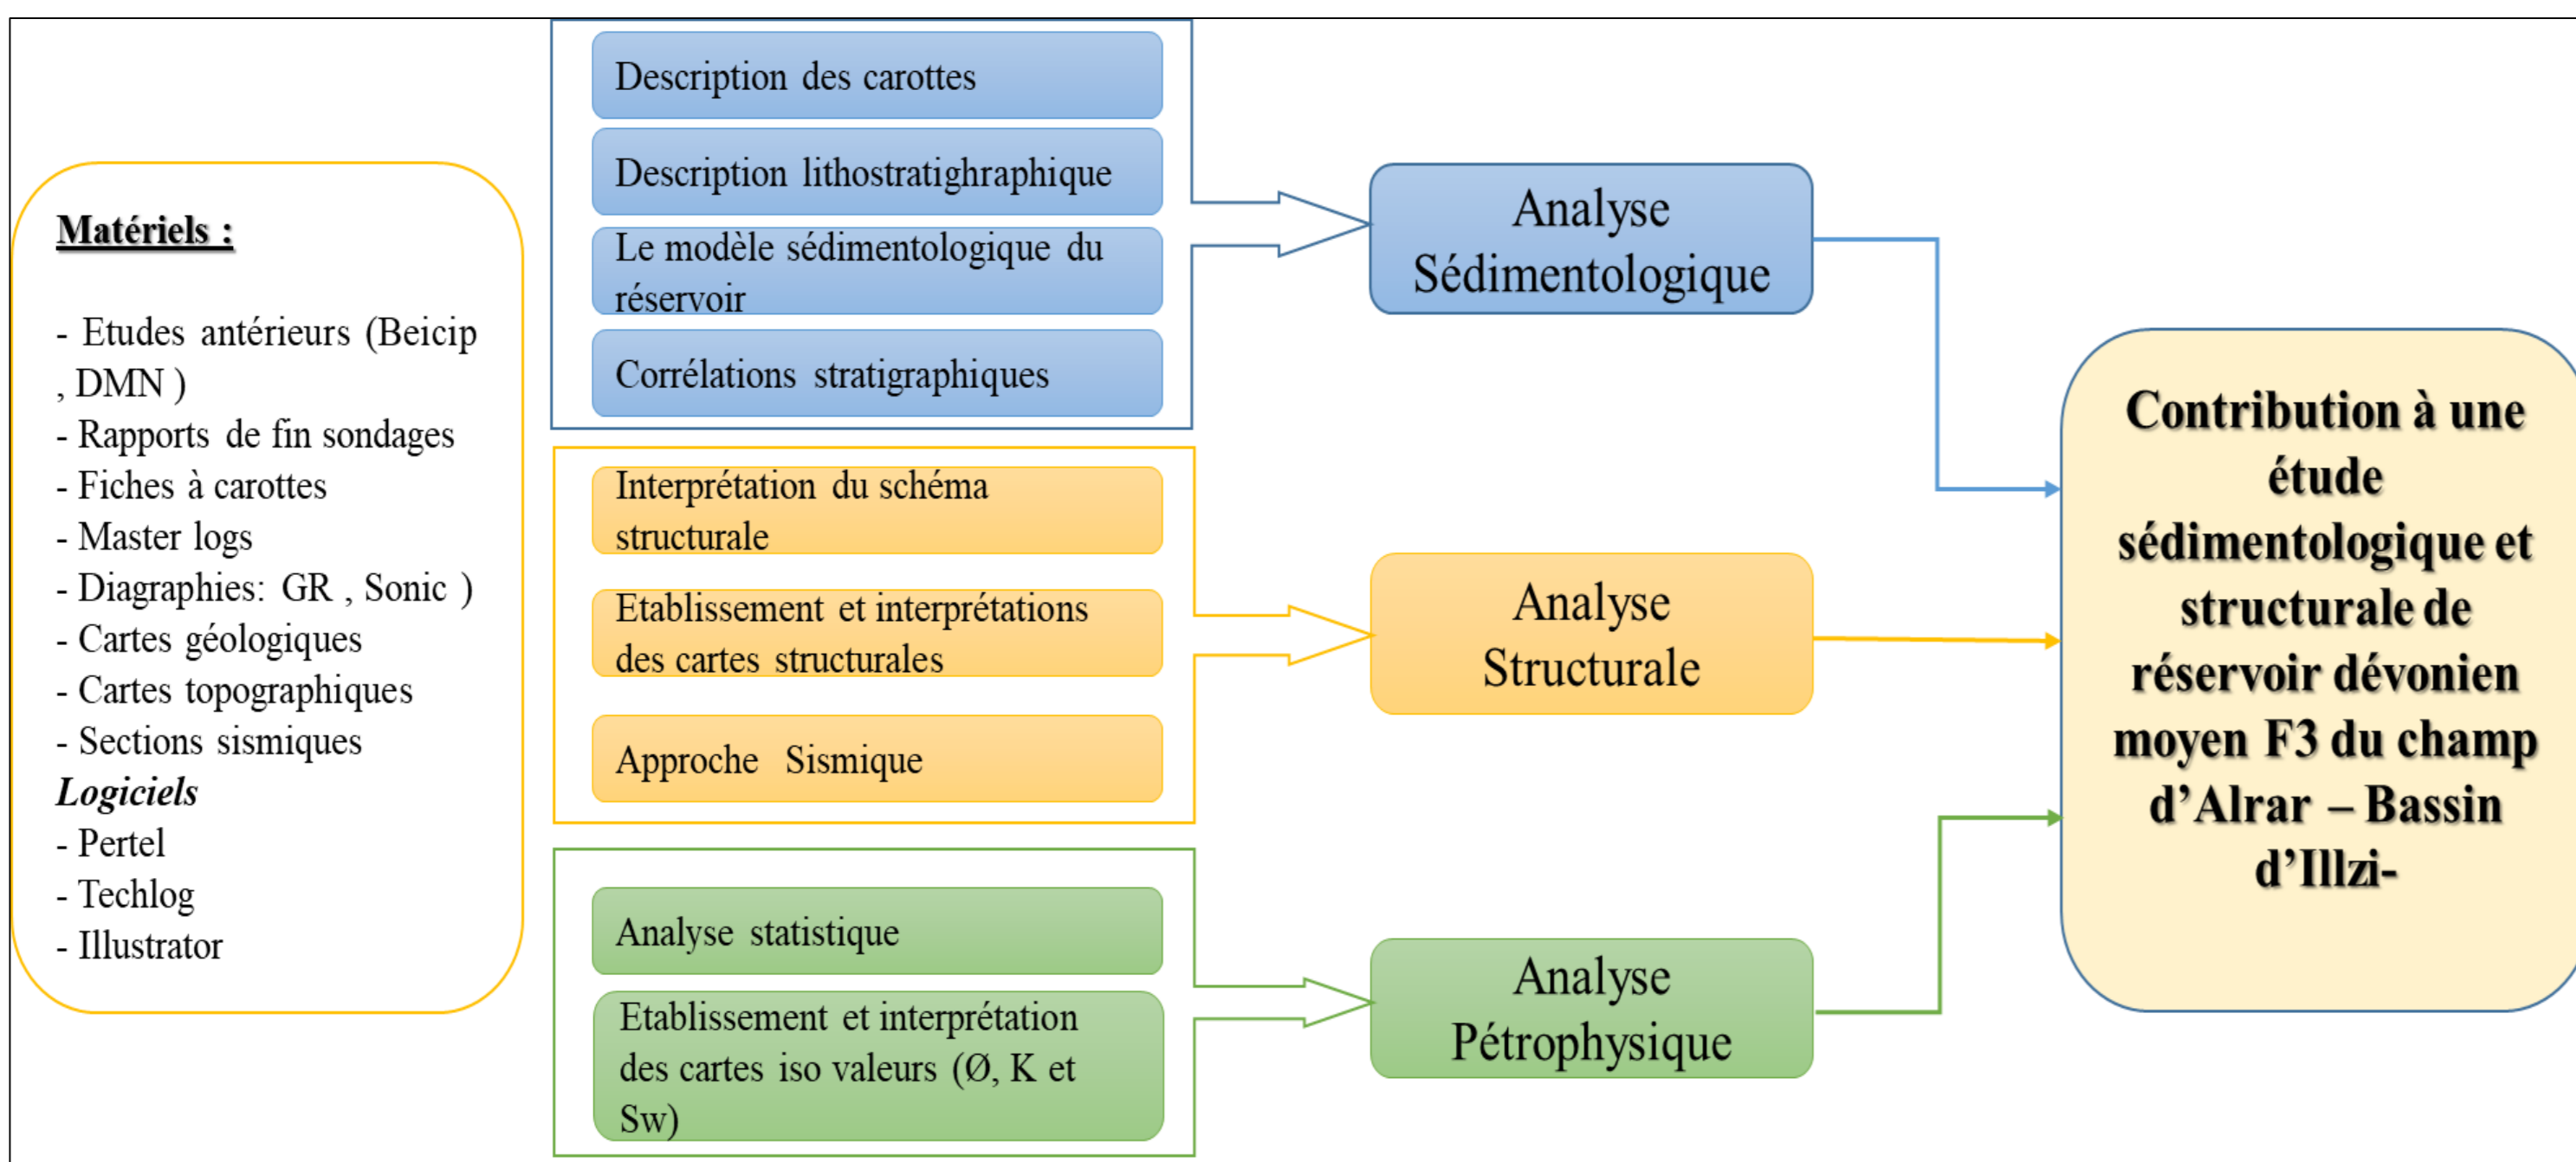 Matériels :
- Etudes antérieurs (Beicip
, DMN )
- Rapports de fin sondages
- Fiches à carottes
- Master logs
- Diagraphies: GR , Sonic )
- Cartes géologiques
- Cartes topographiques
- Sections sismiques
Logiciels
- Pertel
- Techlog
- Illustrator
Description des carottes
Description lithostratighraphique
Le modèle sédimentologique du
réservoir
Corrélations stratigraphiques
Interprétation du schéma
structurale
Etablissement et interprétations
des cartes structurales
Approche Sismique
Analyse statistique
Etablissement et interprétation
des cartes iso valeurs (Ø, K et
Sw)
Analyse
Sédimentologique
Analyse
Structurale
Analyse
Pétrophysique
Contribution à une
étude
sédimentologique et
structurale de
réservoir dévonien
moyen F3 du champ
d’Alrar – Bassin
d’Illzi-